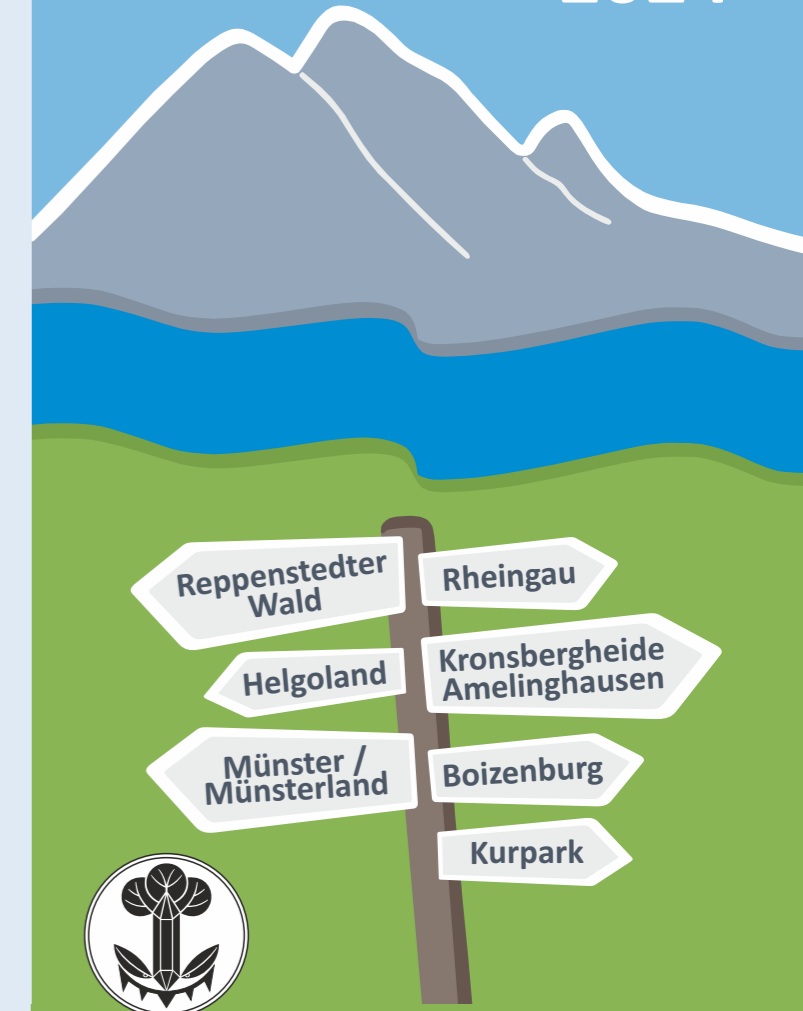 Reppenstedter
Wald
Rheingau
Helgoland
Kronsbergheide
Amelinghausen
Münster /
Münsterland
Boizenburg
Kurpark